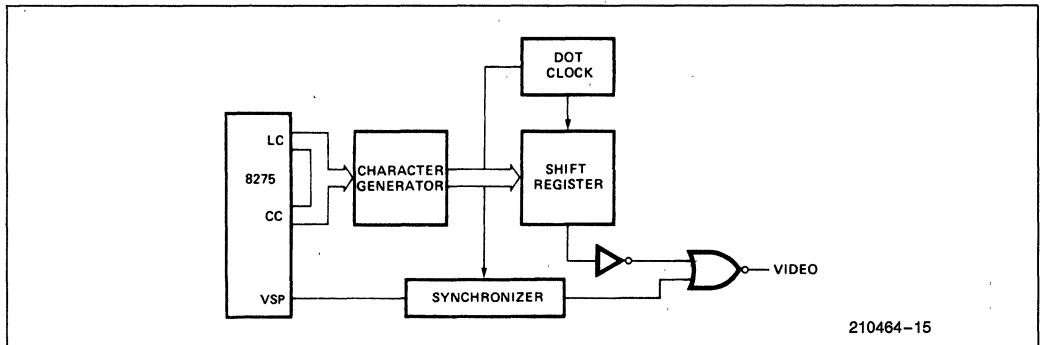 DOT
CLOCK
LC
8275
CC
VSP
CHARACTER
GENERATOR
SHIFT
REGISTER
SYNCHRONIZER
VIDEO
210464-15